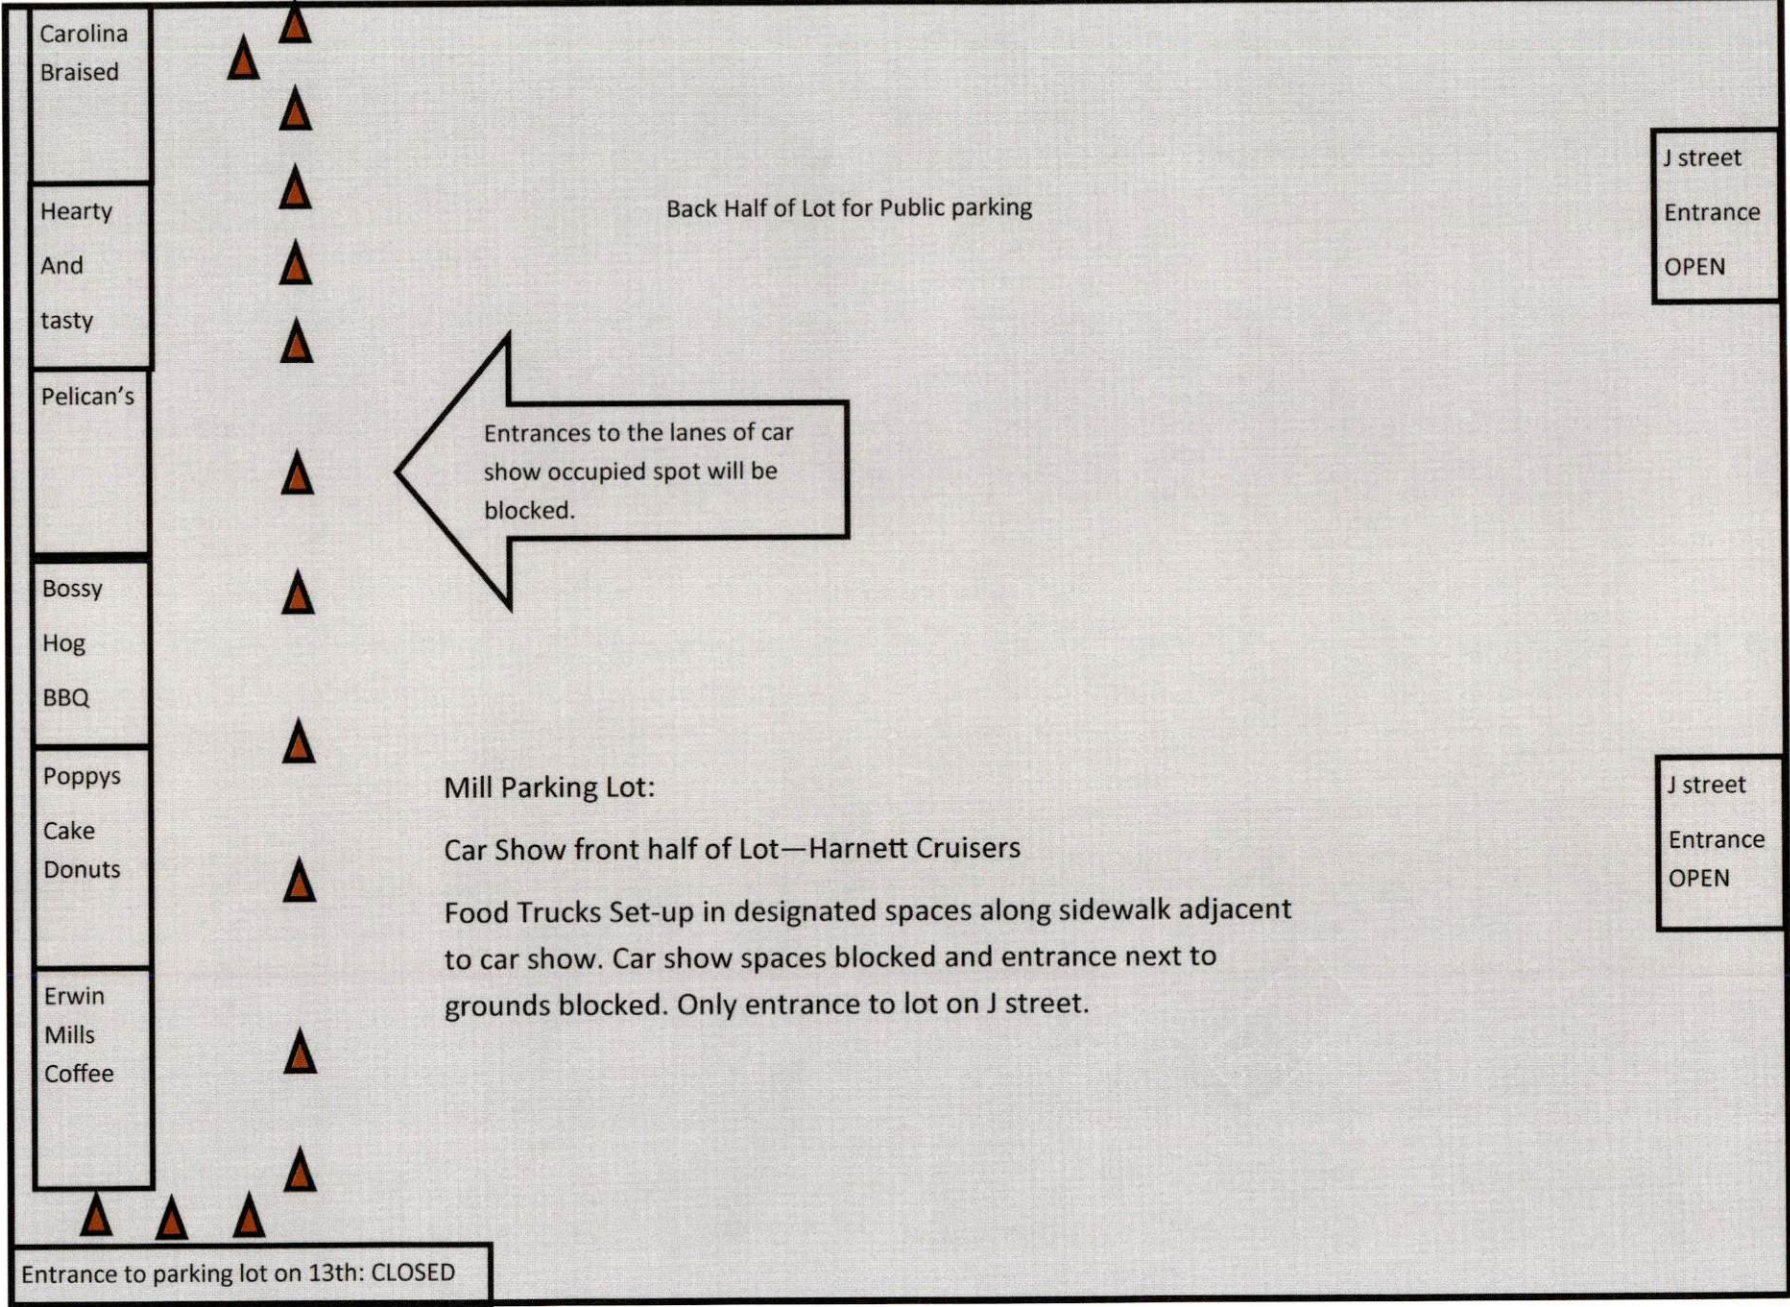 Carolina
Braised
Hearty
And
tasty
Pelican's
Bossy
Hog
BBQ
Poppys
Cake
Donuts
Erwin
Mills
Coffee
Entrance to parking lot on 13th: CLOSED
Back Half of Lot for Public parking
Entrances to the lanes of car
show occupied spot will be
blocked.
Mill Parking Lot:
Car Show front half of Lot—Harnett Cruisers
Food Trucks Set-up in designated spaces along sidewalk adjacent
to car show. Car show spaces blocked and entrance next to
grounds blocked. Only entrance to lot on J street.
J street
Entrance
OPEN
J street
Entrance
OPEN